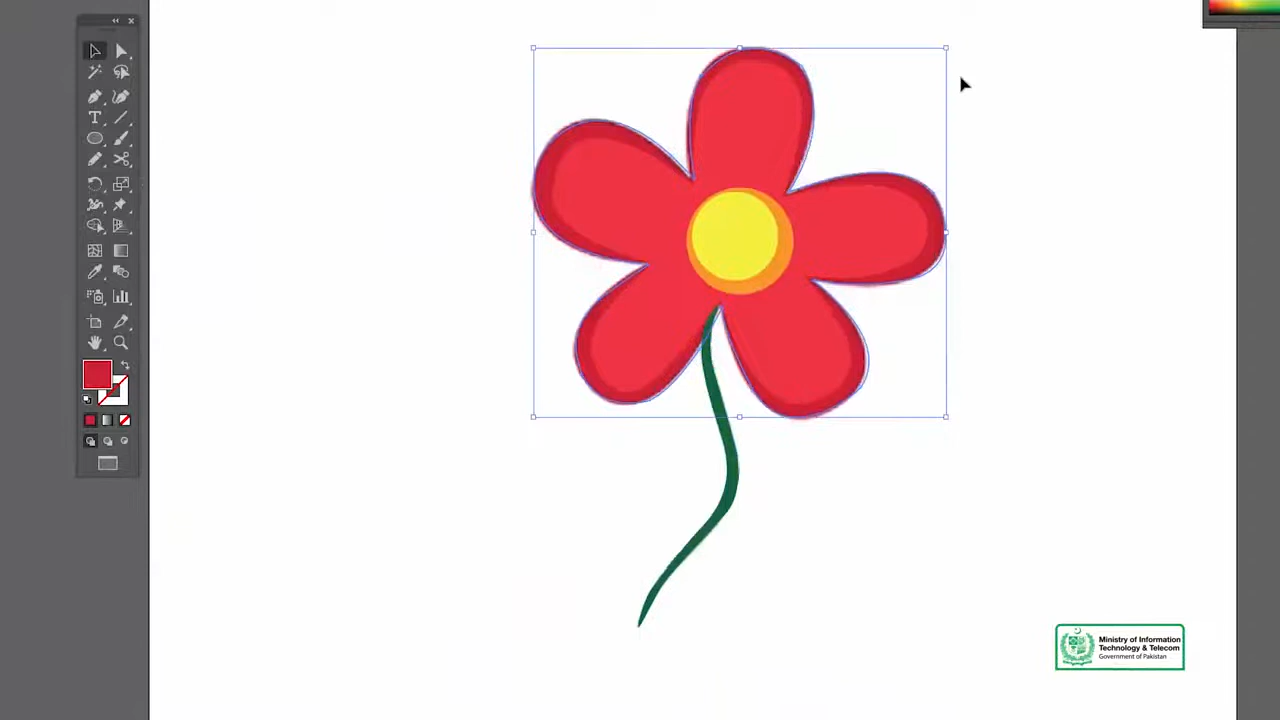 T
Ministry of Information
Technology & Telecom
Government of Pakistan